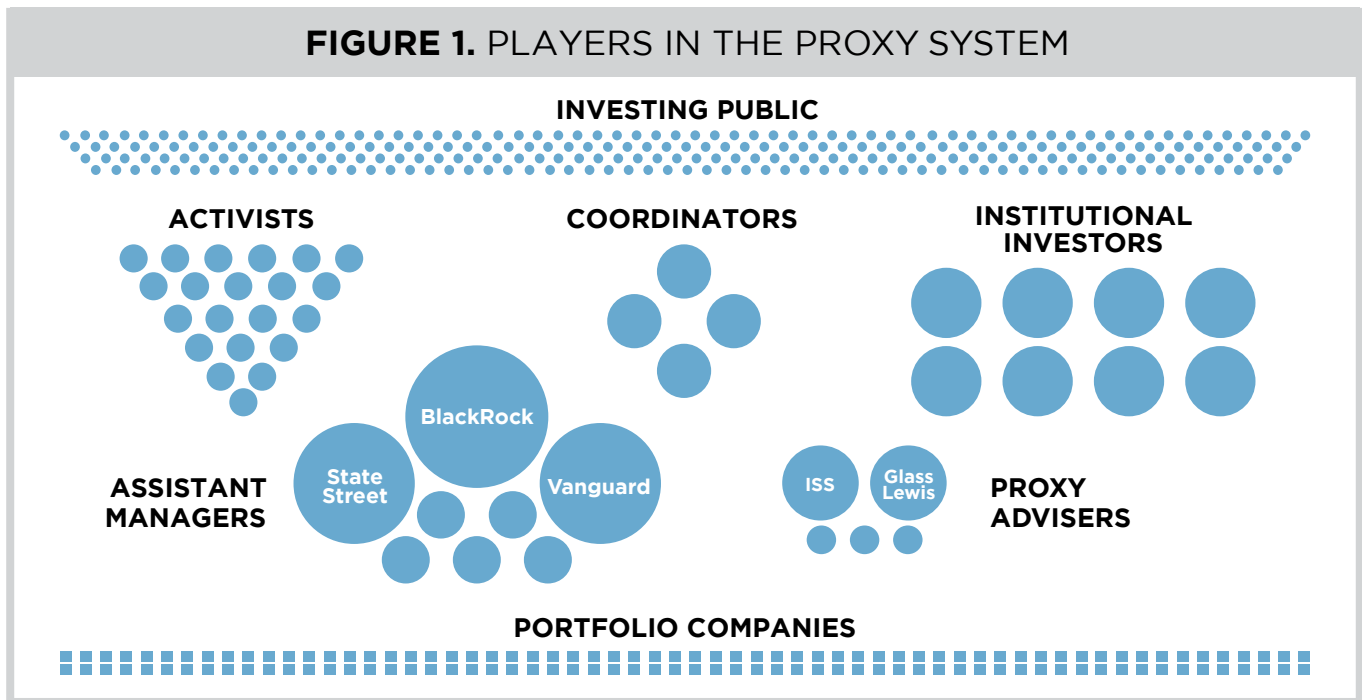 FIGURE 1. PLAYERS IN THE PROXY SYSTEM
INVESTING PUBLIC
ACTIVISTS
COORDINATORS
INSTITUTIONAL
INVESTORS
ASSISTANT
MANAGERS
State
Street
BlackRock
Vanguard
ISS
Glass
Lewis
PROXY
ADVISERS
PORTFOLIO COMPANIES